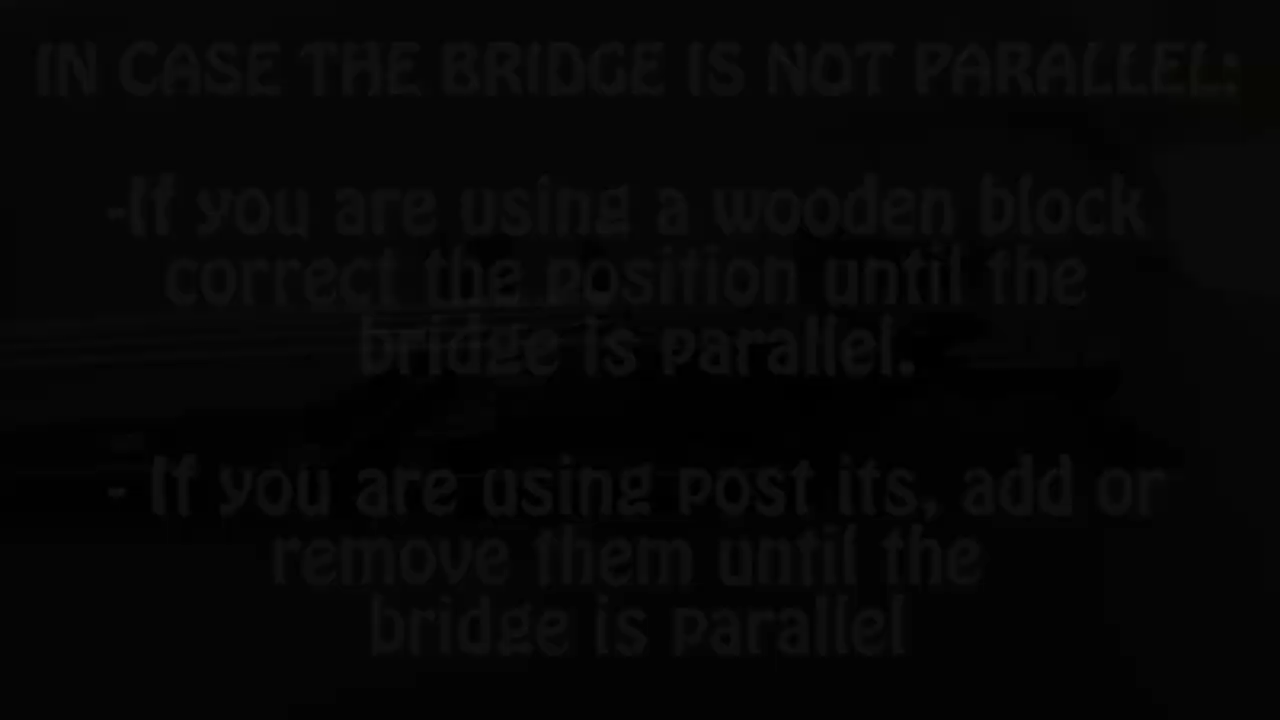 IN CASE THE BRIDGE IS NOT PARALLEL:
-If you are using a wooden block
correct the position until the
bridge is parallel.
- If you are using post its, add or
remove them until the
bridge is parallel